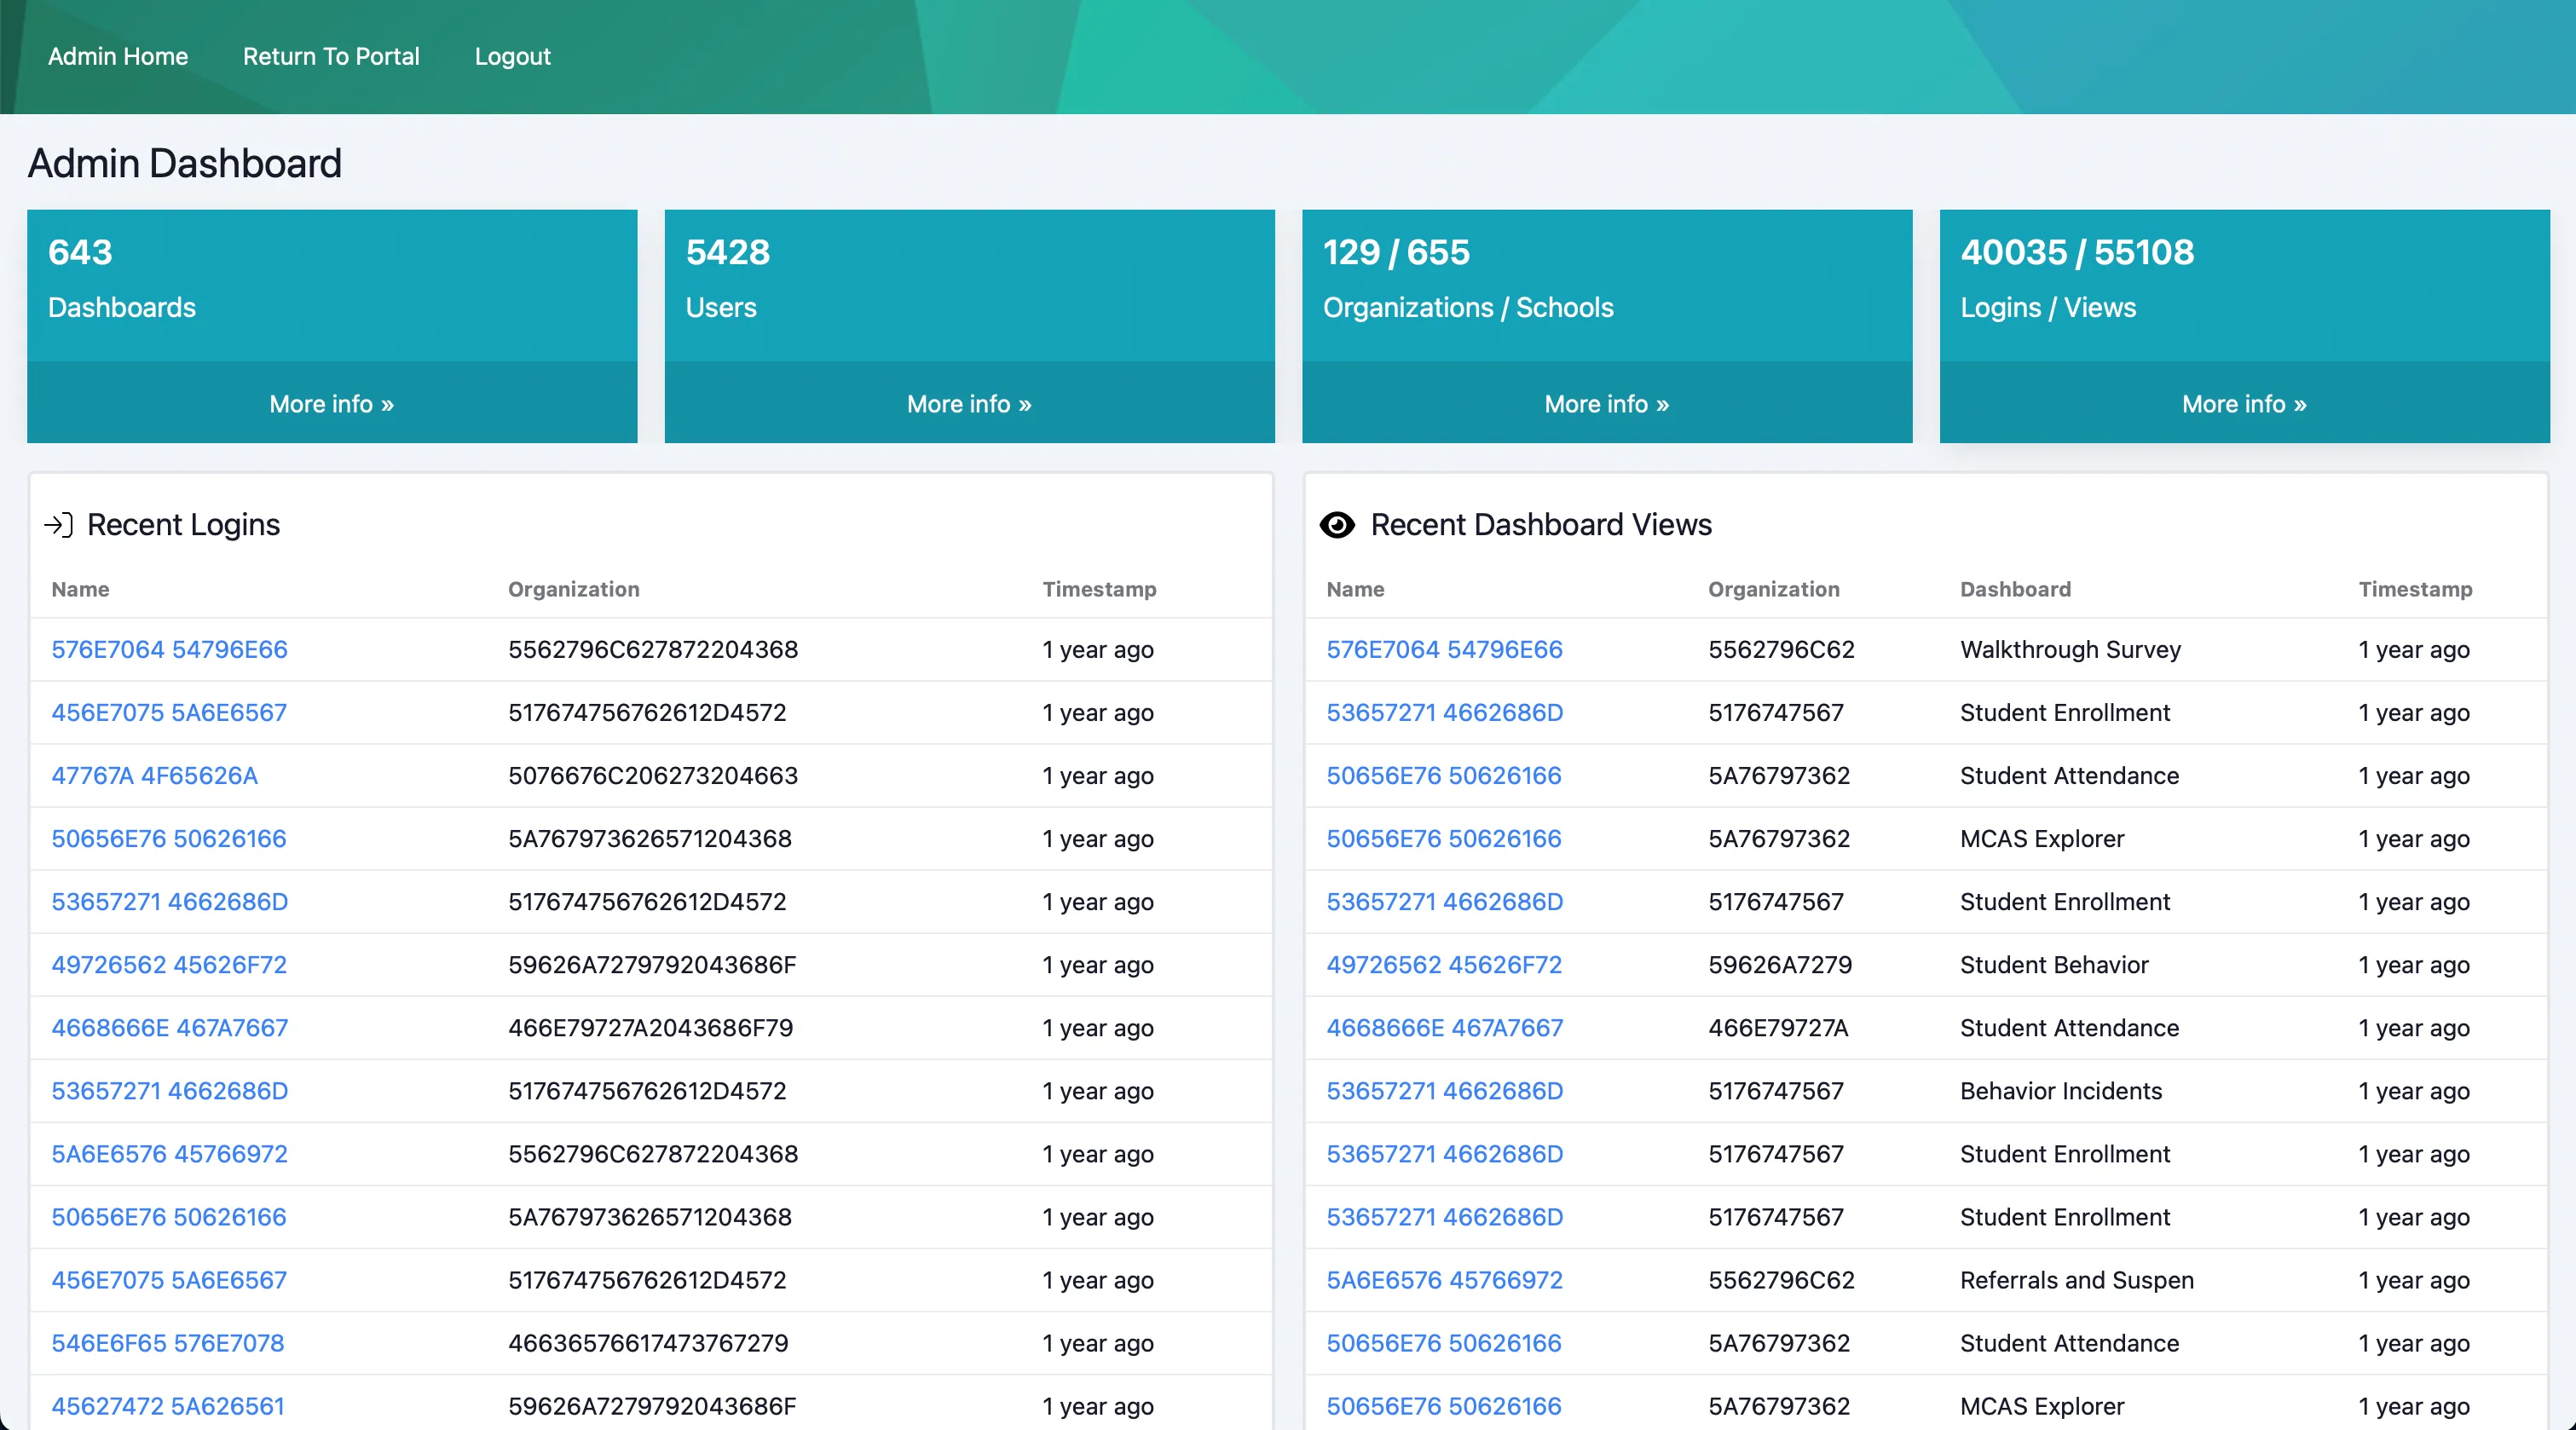 Admin Home Return To Portal Logout
Admin Dashboard
643
Dashboards
More info »
5428
Users
More info »
129 / 655
Organizations / Schools
More info »
40035 / 55108
Logins / Views
More info »
Recent Logins
Name Organization Timestamp
576E7064 54796E66 5562796C627872204368 1 year ago
456E7075 5A6E6567 517674756762612D4572 1 year ago
47767A 4F65626A 5076676C206273204663 1 year ago
50656E76 50626166 5A767973626571204368 1 year ago
53657271 4662686D 517674756762612D4572 1 year ago
49726562 45626F72 59626A7279792043686F 1 year ago
4668666E 467A7667 466E79727A2043686F79 1 year ago
53657271 4662686D 517674756762612D4572 1 year ago
5A6E6576 45766972 5562796C627872204368 1 year ago
50656E76 50626166 5A767973626571204368 1 year ago
456E7075 5A6E6567 517674756762612D4572 1 year ago
546E6F65 576E7078 46636576617473767279 1 year ago
45627472 5A626561 59626A7279792043686F 1 year ago
Recent Dashboard Views
Name Organization Dashboard Timestamp
576E7064 54796E66 5562796C62 Walkthrough Survey 1 year ago
53657271 4662686D 5176747567 Student Enrollment 1 year ago
50656E76 50626166 5A76797362 Student Attendance 1 year ago
50656E76 50626166 5A76797362 MCAS Explorer 1 year ago
53657271 4662686D 5176747567 Student Enrollment 1 year ago
49726562 45626F72 59626A7279 Student Behavior 1 year ago
4668666E 467A7667 466E79727A Student Attendance 1 year ago
53657271 4662686D 5176747567 Behavior Incidents 1 year ago
53657271 4662686D 5176747567 Student Enrollment 1 year ago
53657271 4662686D 5176747567 Student Enrollment 1 year ago
5A6E6576 45766972 5562796C62 Referrals and Suspen 1 year ago
50656E76 50626166 5A76797362 Student Attendance 1 year ago
50656E76 50626166 5A76797362 MCAS Explorer 1 year ago